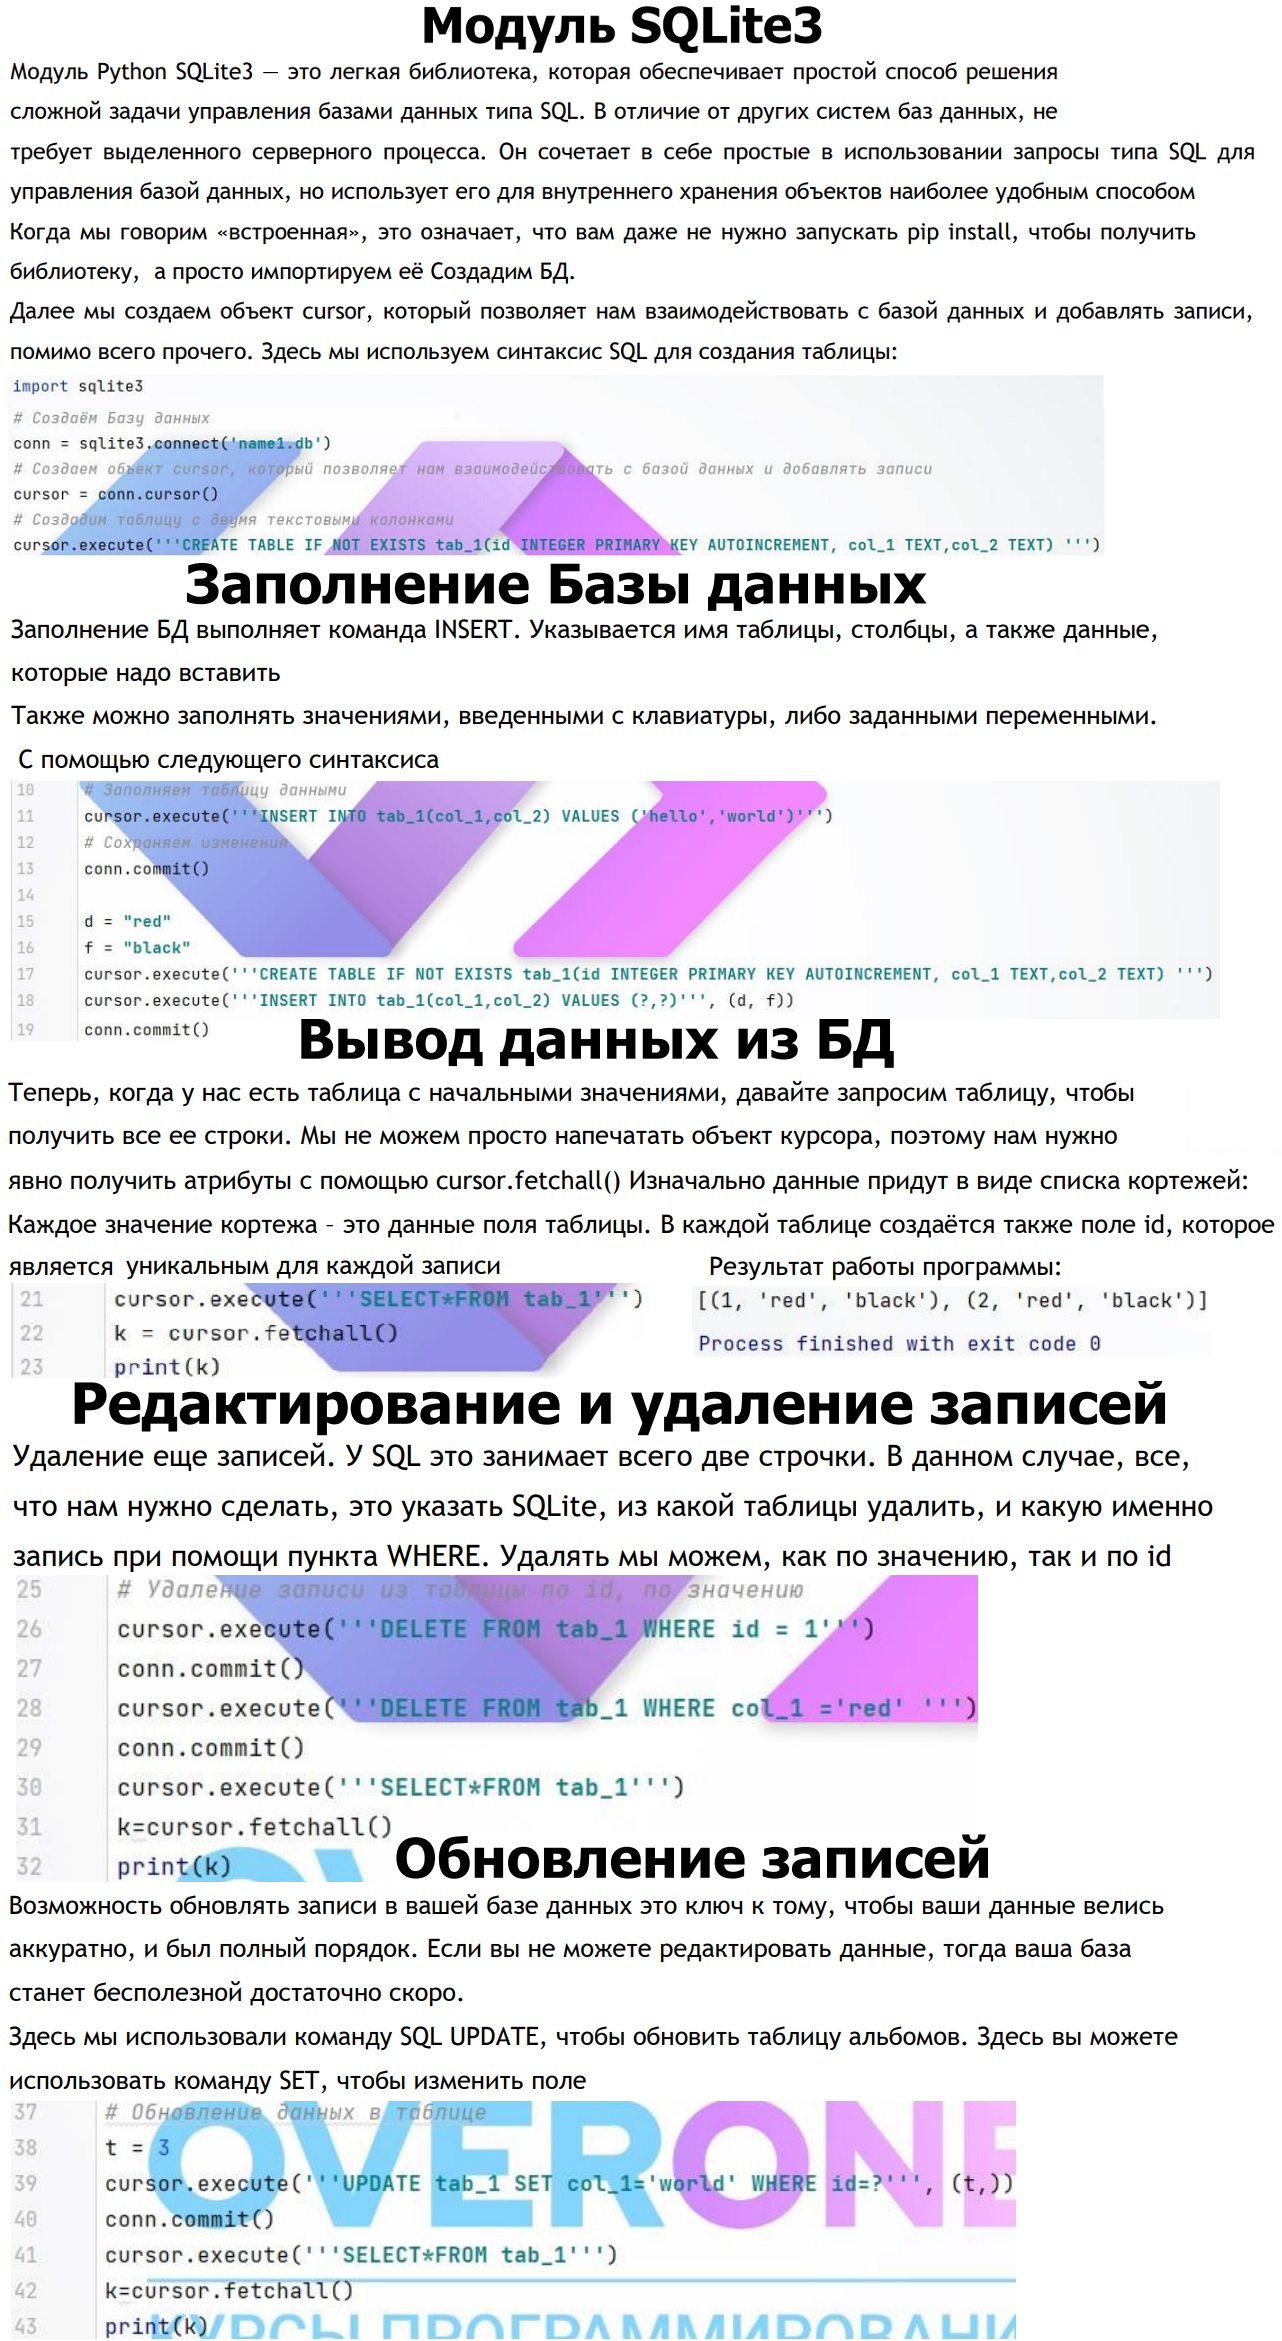 Модуль SQLite3
Модуль Python SQLite3 — это легкая библиотека, которая обеспечивает простой способ решения
сложной задачи управления базами данных типа SQL. В отличие от других систем баз данных, не
требует выделенного серверного процесса. Он сочетает в себе простые в использовании запросы типа SQL для
управления базой данных, но использует его для внутреннего хранения объектов наиболее удобным способом
Когда мы говорим «встроенная», это означает, что вам даже не нужно запускать pip install, чтобы получить
библиотеку, а просто импортируем её Создадим БД.
Далее мы создаем объект cursor, который позволяет нам взаимодействовать с базой данных и добавлять записи,
помимо всего прочего. Здесь мы используем синтаксис SQL для создания таблицы:
import sqlite3
# Создаём Базу данных
conn = sqlite3.connect('name1.db')
# Создаем объект cursor, который позволяет нам взаимодействовать с базой данных и добавлять записи
cursor = conn.cursor()
# Создадим таблицу с двумя текстовыми колонками
cursor.execute('''CREATE TABLE IF NOT EXISTS tab_1(id INTEGER PRIMARY KEY AUTOINCREMENT, col_1 TEXT,col_2 TEXT) ''')
Заполнение Базы данных
Заполнение БД выполняет команда INSERT. Указывается имя таблицы, столбцы, а также данные,
которые надо вставить
Также можно заполнять значениями, введенными с клавиатуры, либо заданными переменными.
С помощью следующего синтаксиса
10 # Заполняем таблицу данными
11 cursor.execute('''INSERT INTO tab_1(col_1,col_2) VALUES ('hello','world')''')
12 # Сохраняем изменения
13 conn.commit()
14
15 d = "red"
16 f = "black"
17 cursor.execute('''CREATE TABLE IF NOT EXISTS tab_1(id INTEGER PRIMARY KEY AUTOINCREMENT, col_1 TEXT,col_2 TEXT) ''')
18 cursor.execute('''INSERT INTO tab_1(col_1,col_2) VALUES (?,?)''', (d, f))
19 conn.commit()
Вывод данных из БД
Теперь, когда у нас есть таблица с начальными значениями, давайте запросим таблицу, чтобы
получить все ее строки. Мы не можем просто напечатать объект курсора, поэтому нам нужно
явно получить атрибуты с помощью cursor.fetchall() Изначально данные придут в виде списка кортежей:
Каждое значение кортежа - это данные поля таблицы. В каждой таблице создаётся также поле id, которое
является уникальным для каждой записи
21 cursor.execute('''SELECT*FROM tab_1''')
22 k = cursor.fetchall()
23 print(k)
Результат работы программы:
[(1, 'red', 'black'), (2, 'red', 'black')]
Process finished with exit code 0
Редактирование и удаление записей
Удаление еще записей. У SQL это занимает всего две строчки. В данном случае, все,
что нам нужно сделать, это указать SQLite, из какой таблицы удалить, и какую именно
запись при помощи пункта WHERE. Удалять мы можем, как по значению, так и по id
25 # Удаление записи из таблицы по id, по значению
26 cursor.execute('''DELETE FROM tab_1 WHERE id = 1''')
27 conn.commit()
28 cursor.execute('''DELETE FROM tab_1 WHERE col_1 ='red' ''')
29 conn.commit()
30 cursor.execute('''SELECT*FROM tab_1''')
31 k=cursor.fetchall()
32 print(k)
Обновление записей
Возможность обновлять записи в вашей базе данных это ключ к тому, чтобы ваши данные велись
аккуратно, и был полный порядок. Если вы не можете редактировать данные, тогда ваша база
станет бесполезной достаточно скоро.
Здесь мы использовали команду SQL UPDATE, чтобы обновить таблицу альбомов. Здесь вы можете
использовать команду SET, чтобы изменить поле
37 # Обновление данных в таблице
38 t = 3
39 cursor.execute('''UPDATE tab_1 SET col_1='world' WHERE id=?''', (t,))
40 conn.commit()
41 cursor.execute('''SELECT*FROM tab_1''')
42 k=cursor.fetchall()
43 print(k)
OVERONE
КУРСЫ ПРОГРАММИРОВАНИ